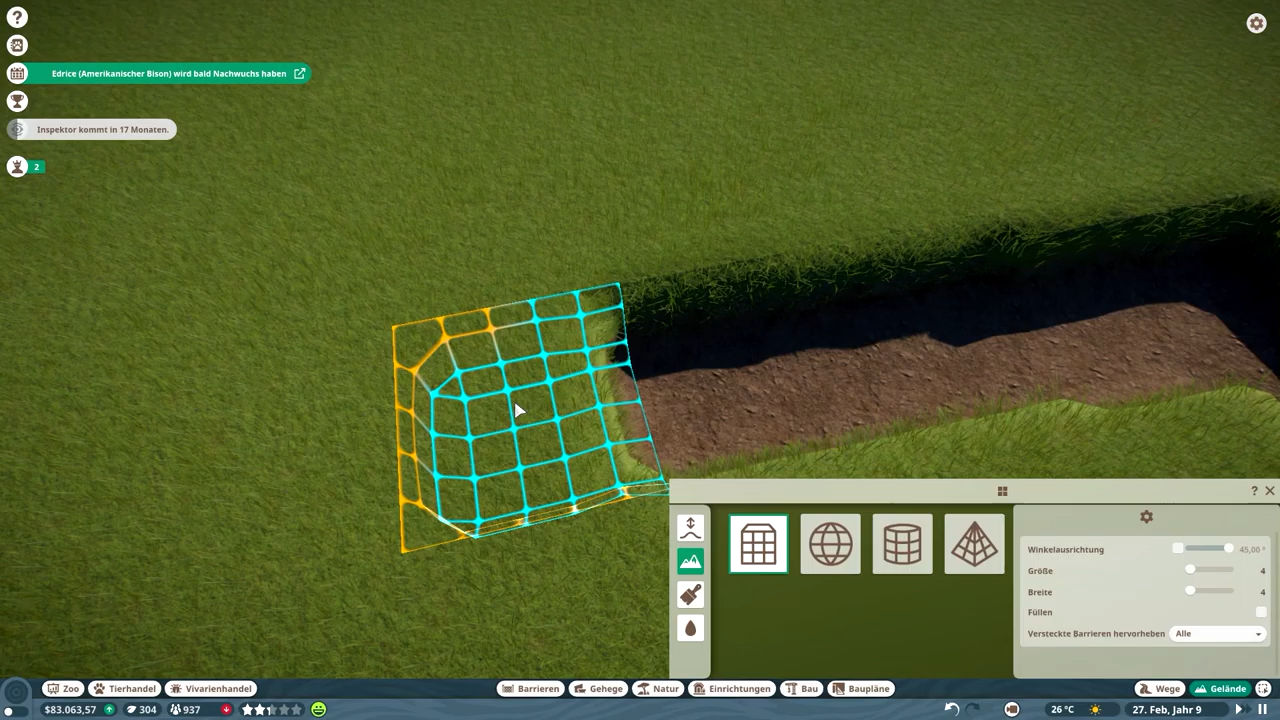 ?
Edrice (Amerikanischer Bison) wird bald Nachwuchs haben
Inspektor kommt in 17 Monaten.
2
? ×
Winkelausrichtung 45,00 °
Größe 4
Breite 4
Füllen
Versteckte Barrieren hervorheben Alle
Zoo Tierhandel Vivarienhandel Barrieren Gehege Natur Einrichtungen Bau Baupläne Wege Gelände
$83.063,57 304 937 26 °C 27. Feb, Jahr 9